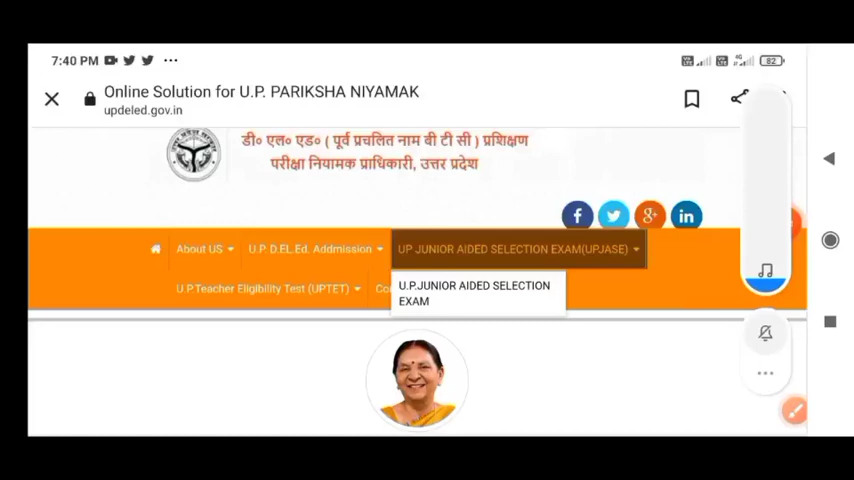 7:40 PM
4G
82
Online Solution for U.P. PARIKSHA NIYAMAK
updeled.gov.in
डी० एल० एड० ( पूर्व प्रचलित नाम बी टी सी ) प्रशिक्षण
परीक्षा नियामक प्राधिकारी, उत्तर प्रदेश
About US
U.P. D.EL.Ed. Addmission
UP JUNIOR AIDED SELECTION EXAM(UPJASE)
U.P.Teacher Eligibility Test (UPTET)
U.P.JUNIOR AIDED SELECTION
EXAM